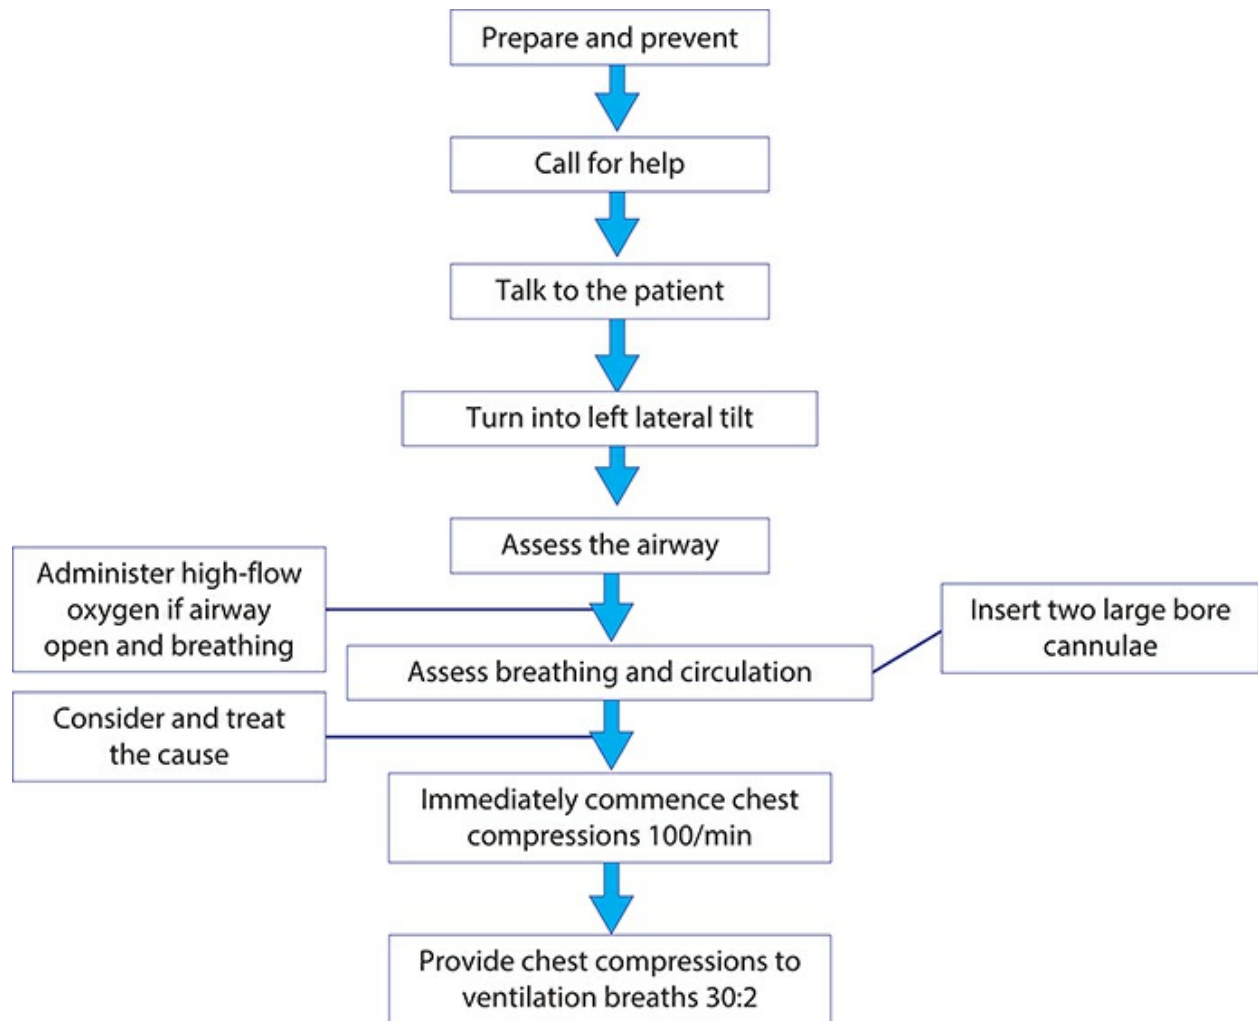 Prepare and prevent
Call for help
Talk to the patient
Turn into left lateral tilt
Assess the airway
Administer high-flow
oxygen if airway
open and breathing
Insert two large bore
cannulae
Assess breathing and circulation
Consider and treat
the cause
Immediately commence chest
compressions 100/min
Provide chest compressions to
ventilation breaths 30:2